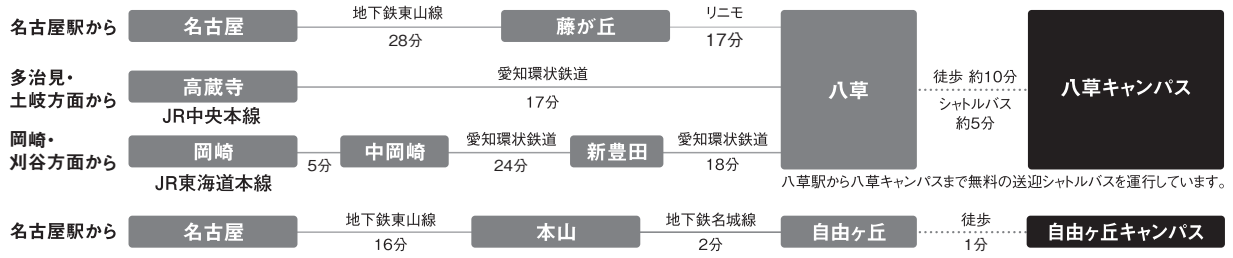 名古屋駅から
名古屋
地下鉄東山線
28分
藤が丘
リニモ
17分
多治見・
土岐方面から
高蔵寺
JR中央本線
愛知環状鉄道
17分
岡崎・
刈谷方面から
岡崎
JR東海道本線
5分
中岡崎
愛知環状鉄道
24分
新豊田
愛知環状鉄道
18分
八草
徒歩 約10分
シャトルバス
約5分
八草キャンパス
八草駅から八草キャンパスまで無料の送迎シャトルバスを運行しています。
名古屋駅から
名古屋
地下鉄東山線
16分
本山
地下鉄名城線
2分
自由ヶ丘
徒歩
1分
自由ヶ丘キャンパス